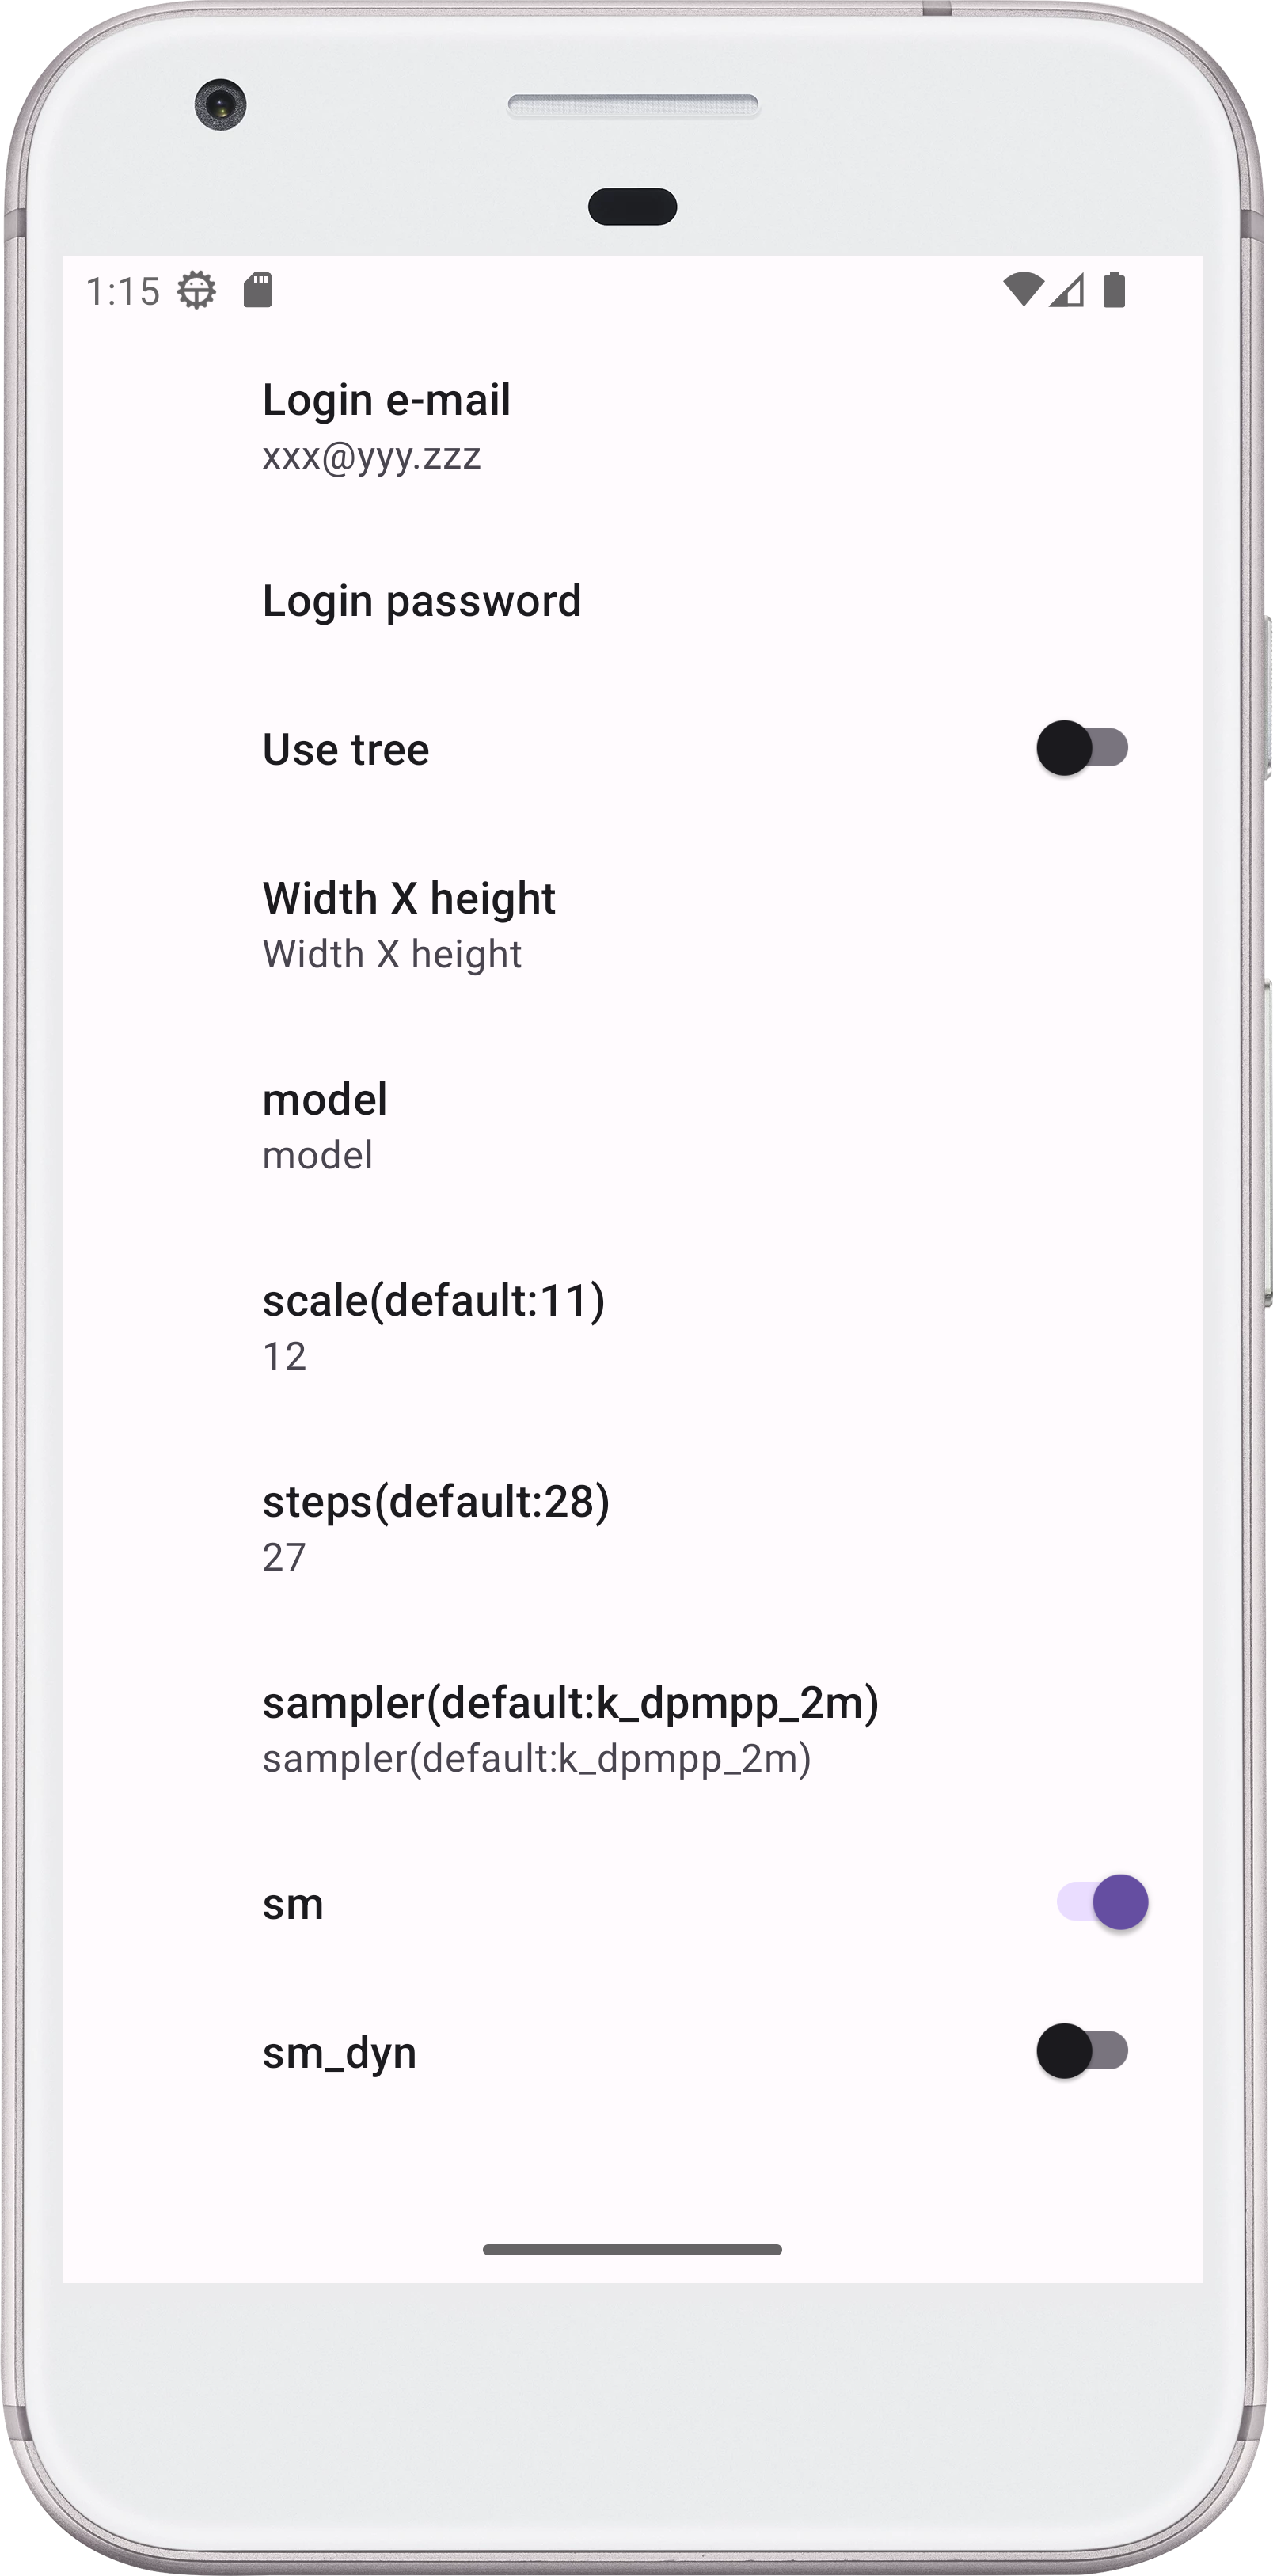 1:15
Login e-mail
xxx@yyy.zzz
Login password
Use tree
Width X height
Width X height
model
model
scale(default:11)
12
steps(default:28)
27
sampler(default:k_dpmpp_2m)
sampler(default:k_dpmpp_2m)
sm
sm_dyn